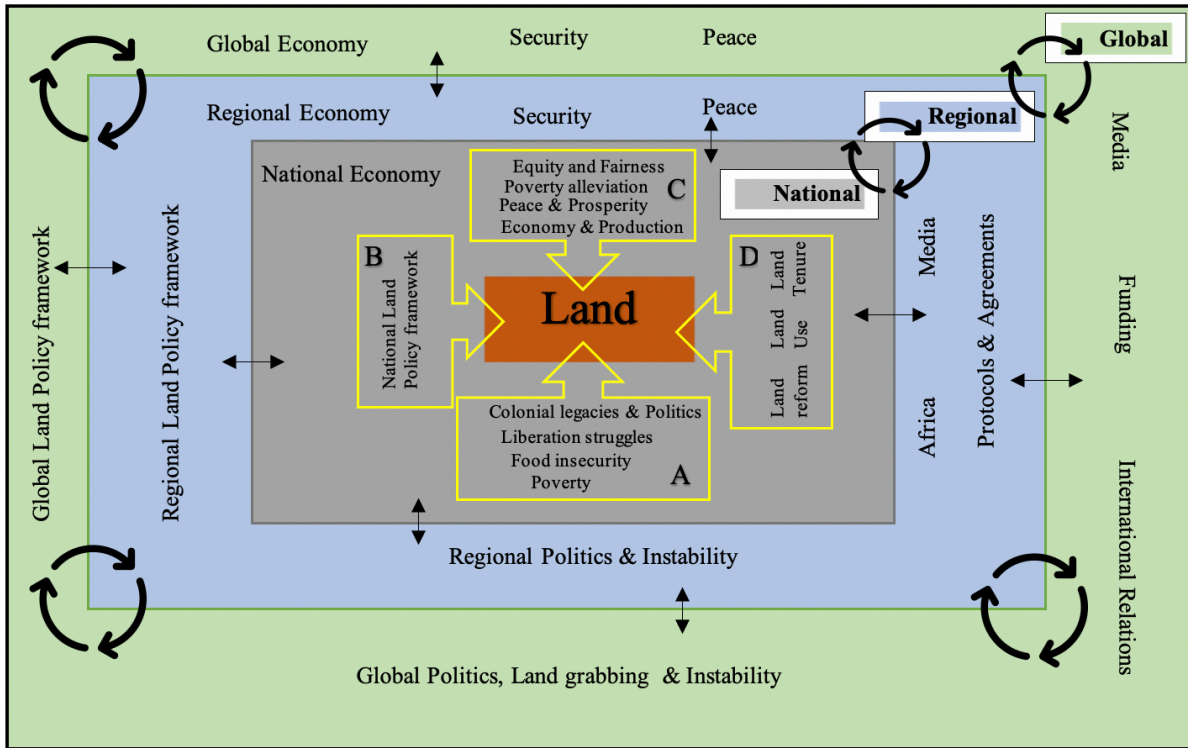 Global Economy
Security
Peace
Global
Regional Economy
Security
Peace
Regional
National Economy
Equity and Fairness
Poverty alleviation
Peace & Prosperity
Economy & Production
C
National
B
National Land
Policy framework
Land
D
Land Land Land
reform Use Tenure
Colonial legacies & Politics
Liberation struggles
Food insecurity
Poverty
A
Global Land Policy framework
Regional Land Policy framework
Africa Media
Protocols & Agreements
Media
Funding
International Relations
Regional Politics & Instability
Global Politics, Land grabbing & Instability